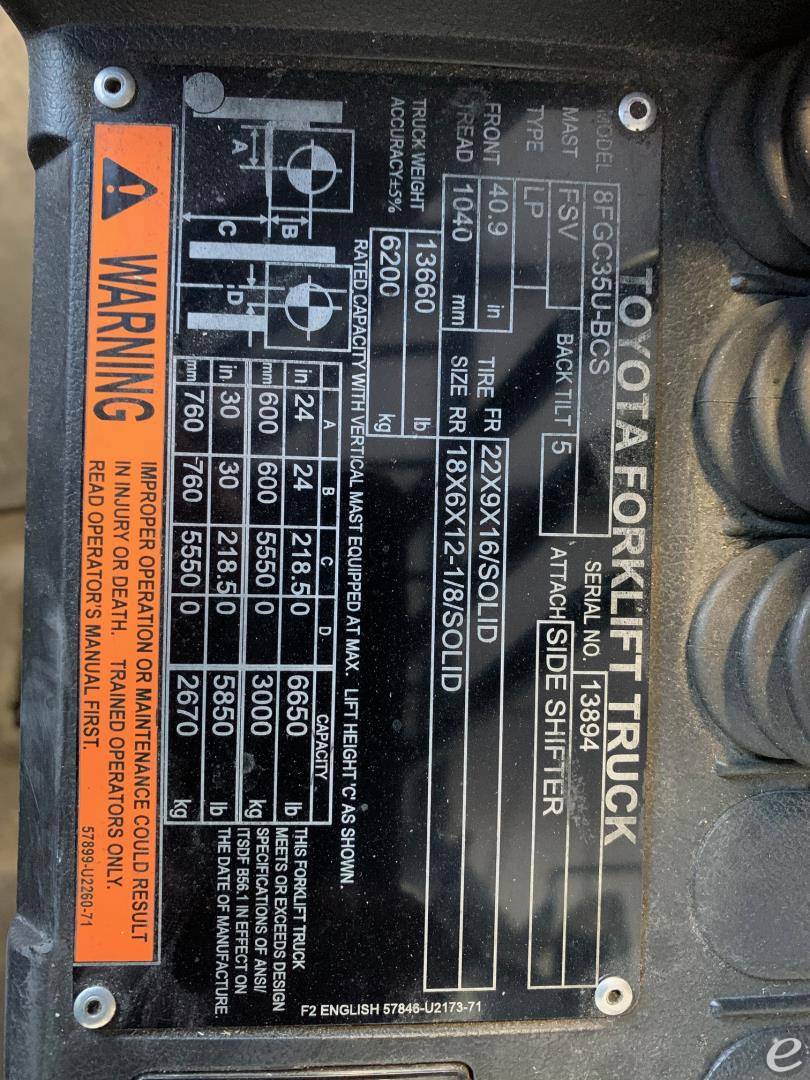 TOYOTA FORKLIFT TRUCK
MODEL 8FGC35U-BCS SERIAL NO. 13894
MAST FSV BACK TILT 5 ° ATTACH SIDE SHIFTER
TYPE LP
FRONT 40.9 in TIRE FR 22X9X16/SOLID
TREAD 1040 mm SIZE RR 18X6X12-1/8/SOLID
TRUCK WEIGHT 13660 lb
ACCURACY±5% 6200 kg
RATED CAPACITY WITH VERTICAL MAST EQUIPPED AT MAX. LIFT HEIGHT 'C' AS SHOWN.
A B C D
A B C D CAPACITY
in 24 24 218.5 0 6650 lb
mm 600 600 5550 0 3000 kg
in 30 30 218.5 0 5850 lb
mm 760 760 5550 0 2670 kg
THIS FORKLIFT TRUCK
MEETS OR EXCEEDS DESIGN
SPECIFICATIONS OF ANSI/
ITSDF B56.1 IN EFFECT ON
THE DATE OF MANUFACTURE.
F2 ENGLISH 57846-U2173-71
WARNING
IMPROPER OPERATION OR MAINTENANCE COULD RESULT
IN INJURY OR DEATH. TRAINED OPERATORS ONLY.
READ OPERATOR'S MANUAL FIRST.
57899-U2260-71
e